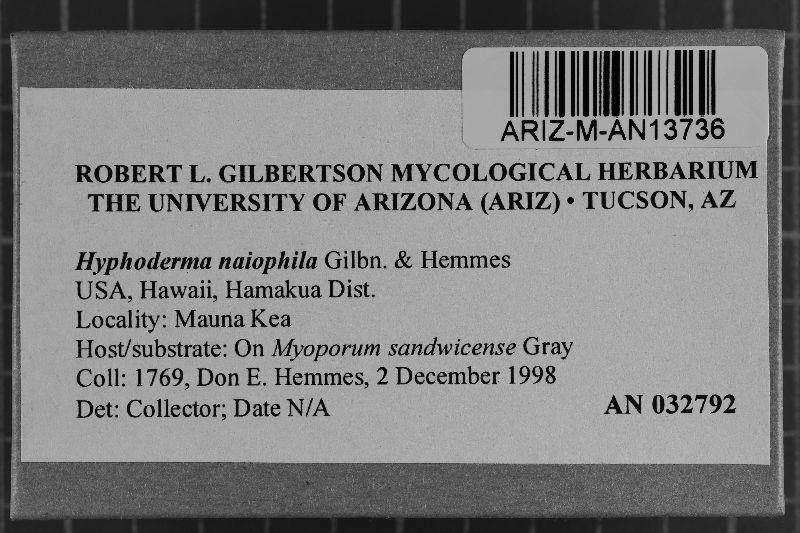 ARIZ-M-AN13736
ROBERT L. GILBERTSON MYCOLOGICAL HERBARIUM
THE UNIVERSITY OF ARIZONA (ARIZ) • TUCSON, AZ
Hyphoderma naiophila Gilbn. & Hemmes
USA, Hawaii, Hamakua Dist.
Locality: Mauna Kea
Host/substrate: On Myoporum sandwicense Gray
Coll: 1769, Don E. Hemmes, 2 December 1998
Det: Collector; Date N/A AN 032792